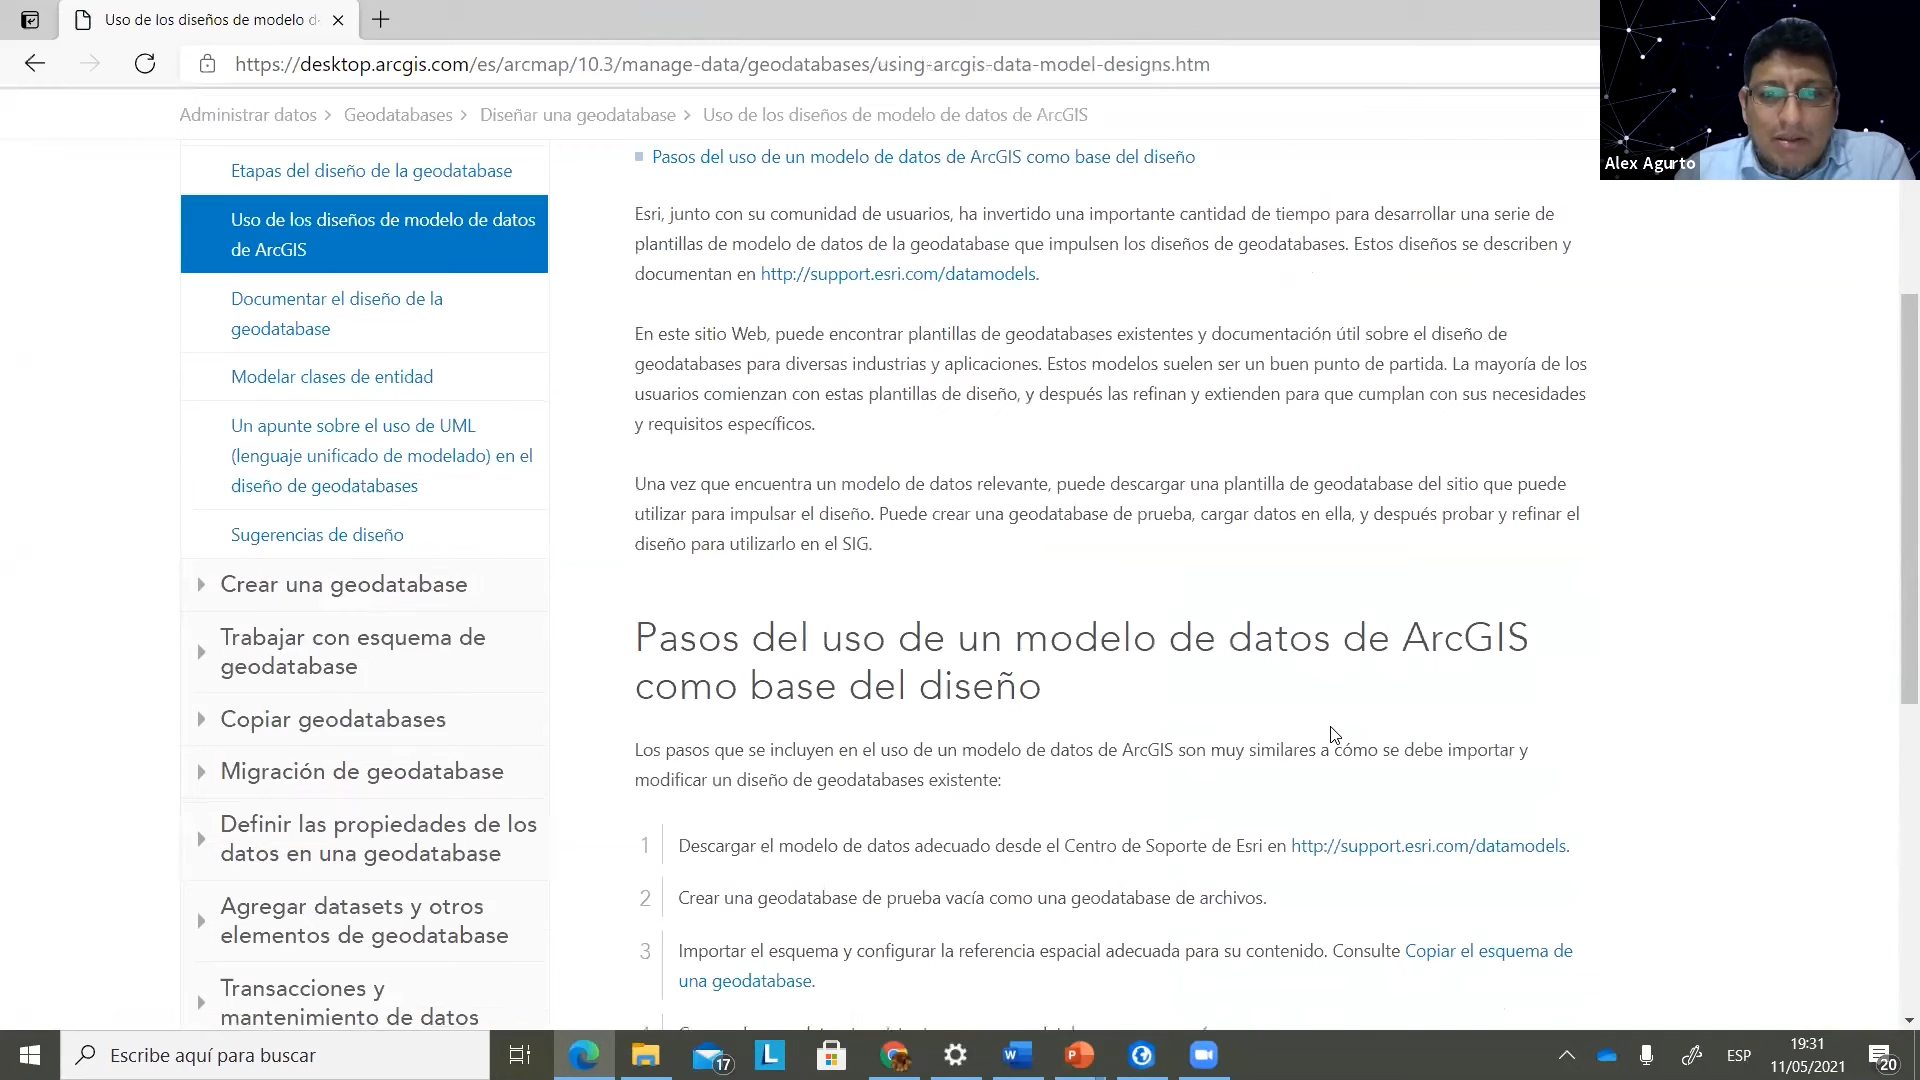 Uso de los diseños de modelo d
https://desktop.arcgis.com/es/arcmap/10.3/manage-data/geodatabases/using-arcgis-data-model-designs.htm
Alex Agurto
Administrar datos > Geodatabases > Diseñar una geodatabase > Uso de los diseños de modelo de datos de ArcGIS
Etapas del diseño de la geodatabase
Uso de los diseños de modelo de datos
de ArcGIS
Documentar el diseño de la
geodatabase
Modelar clases de entidad
Un apunte sobre el uso de UML
(lenguaje unificado de modelado) en el
diseño de geodatabases
Sugerencias de diseño
Crear una geodatabase
Trabajar con esquema de
geodatabase
Copiar geodatabases
Migración de geodatabase
Definir las propiedades de los
datos en una geodatabase
Agregar datasets y otros
elementos de geodatabase
Transacciones y
mantenimiento de datos
Pasos del uso de un modelo de datos de ArcGIS como base del diseño
Esri, junto con su comunidad de usuarios, ha invertido una importante cantidad de tiempo para desarrollar una serie de
plantillas de modelo de datos de la geodatabase que impulsen los diseños de geodatabases. Estos diseños se describen y
documentan en http://support.esri.com/datamodels.
En este sitio Web, puede encontrar plantillas de geodatabases existentes y documentación útil sobre el diseño de
geodatabases para diversas industrias y aplicaciones. Estos modelos suelen ser un buen punto de partida. La mayoría de los
usuarios comienzan con estas plantillas de diseño, y después las refinan y extienden para que cumplan con sus necesidades
y requisitos específicos.
Una vez que encuentra un modelo de datos relevante, puede descargar una plantilla de geodatabase del sitio que puede
utilizar para impulsar el diseño. Puede crear una geodatabase de prueba, cargar datos en ella, y después probar y refinar el
diseño para utilizarlo en el SIG.
Pasos del uso de un modelo de datos de ArcGIS
como base del diseño
Los pasos que se incluyen en el uso de un modelo de datos de ArcGIS son muy similares a cómo se debe importar y
modificar un diseño de geodatabases existente:
1 Descargar el modelo de datos adecuado desde el Centro de Soporte de Esri en http://support.esri.com/datamodels.
2 Crear una geodatabase de prueba vacía como una geodatabase de archivos.
3 Importar el esquema y configurar la referencia espacial adecuada para su contenido. Consulte Copiar el esquema de
una geodatabase.
Escribe aquí para buscar
17
L
W
P
ESP
19:31
11/05/2021
20